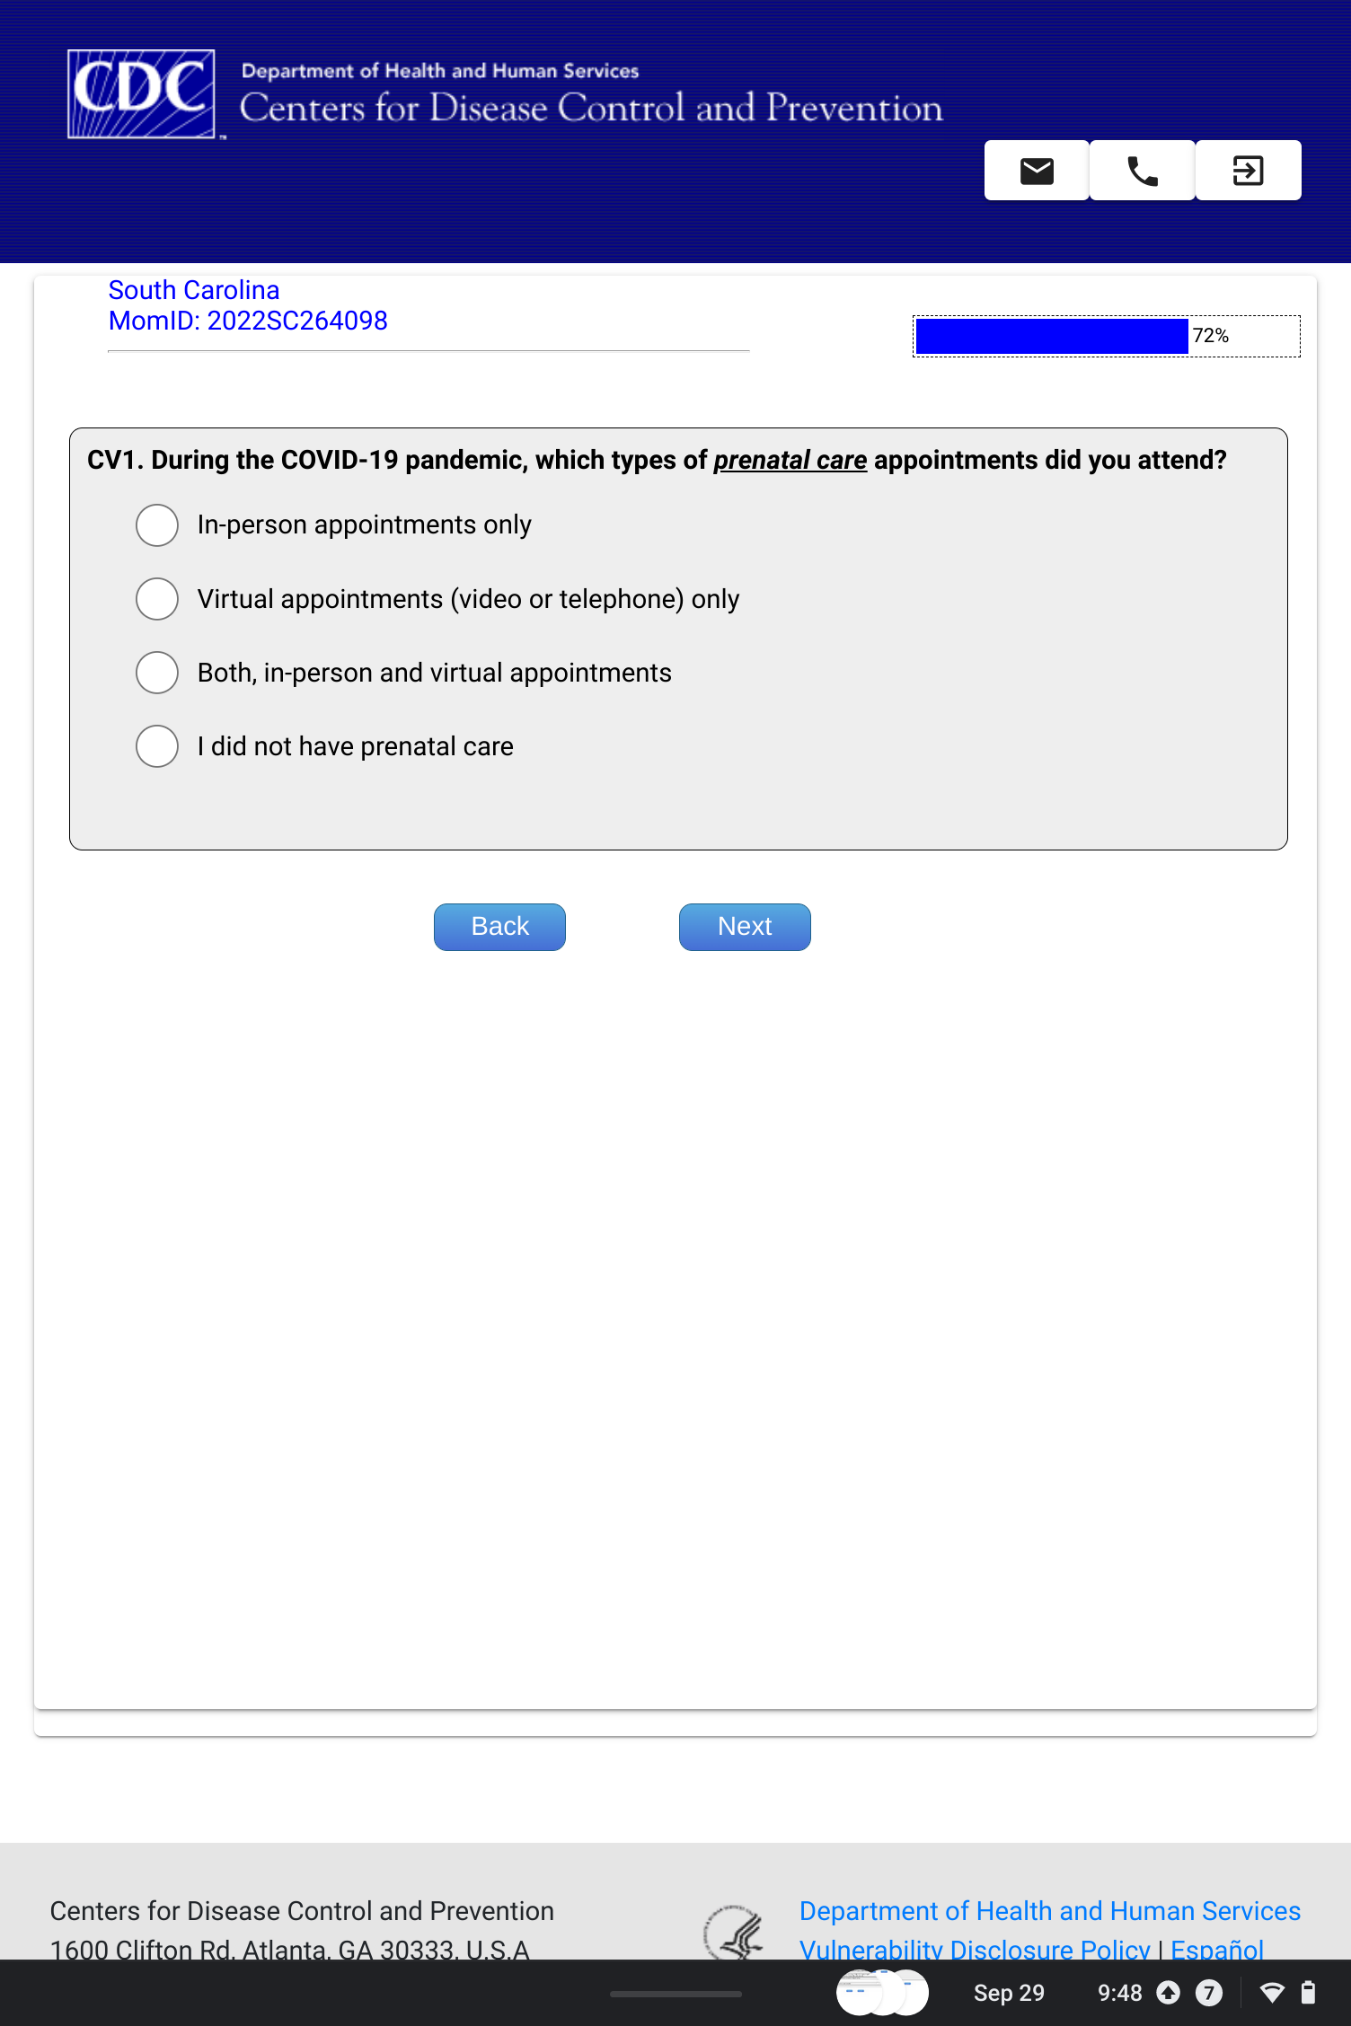 CDC
Department of Health and Human Services
Centers for Disease Control and Prevention
South Carolina
MomID: 2022SC264098
72%
CV1. During the COVID-19 pandemic, which types of prenatal care appointments did you attend?
In-person appointments only
Virtual appointments (video or telephone) only
Both, in-person and virtual appointments
I did not have prenatal care
Back
Next
Centers for Disease Control and Prevention
1600 Clifton Rd. Atlanta, GA 30333, U.S.A
Department of Health and Human Services
Vulnerability Disclosure Policy | Español
Sep 29
9:48
7